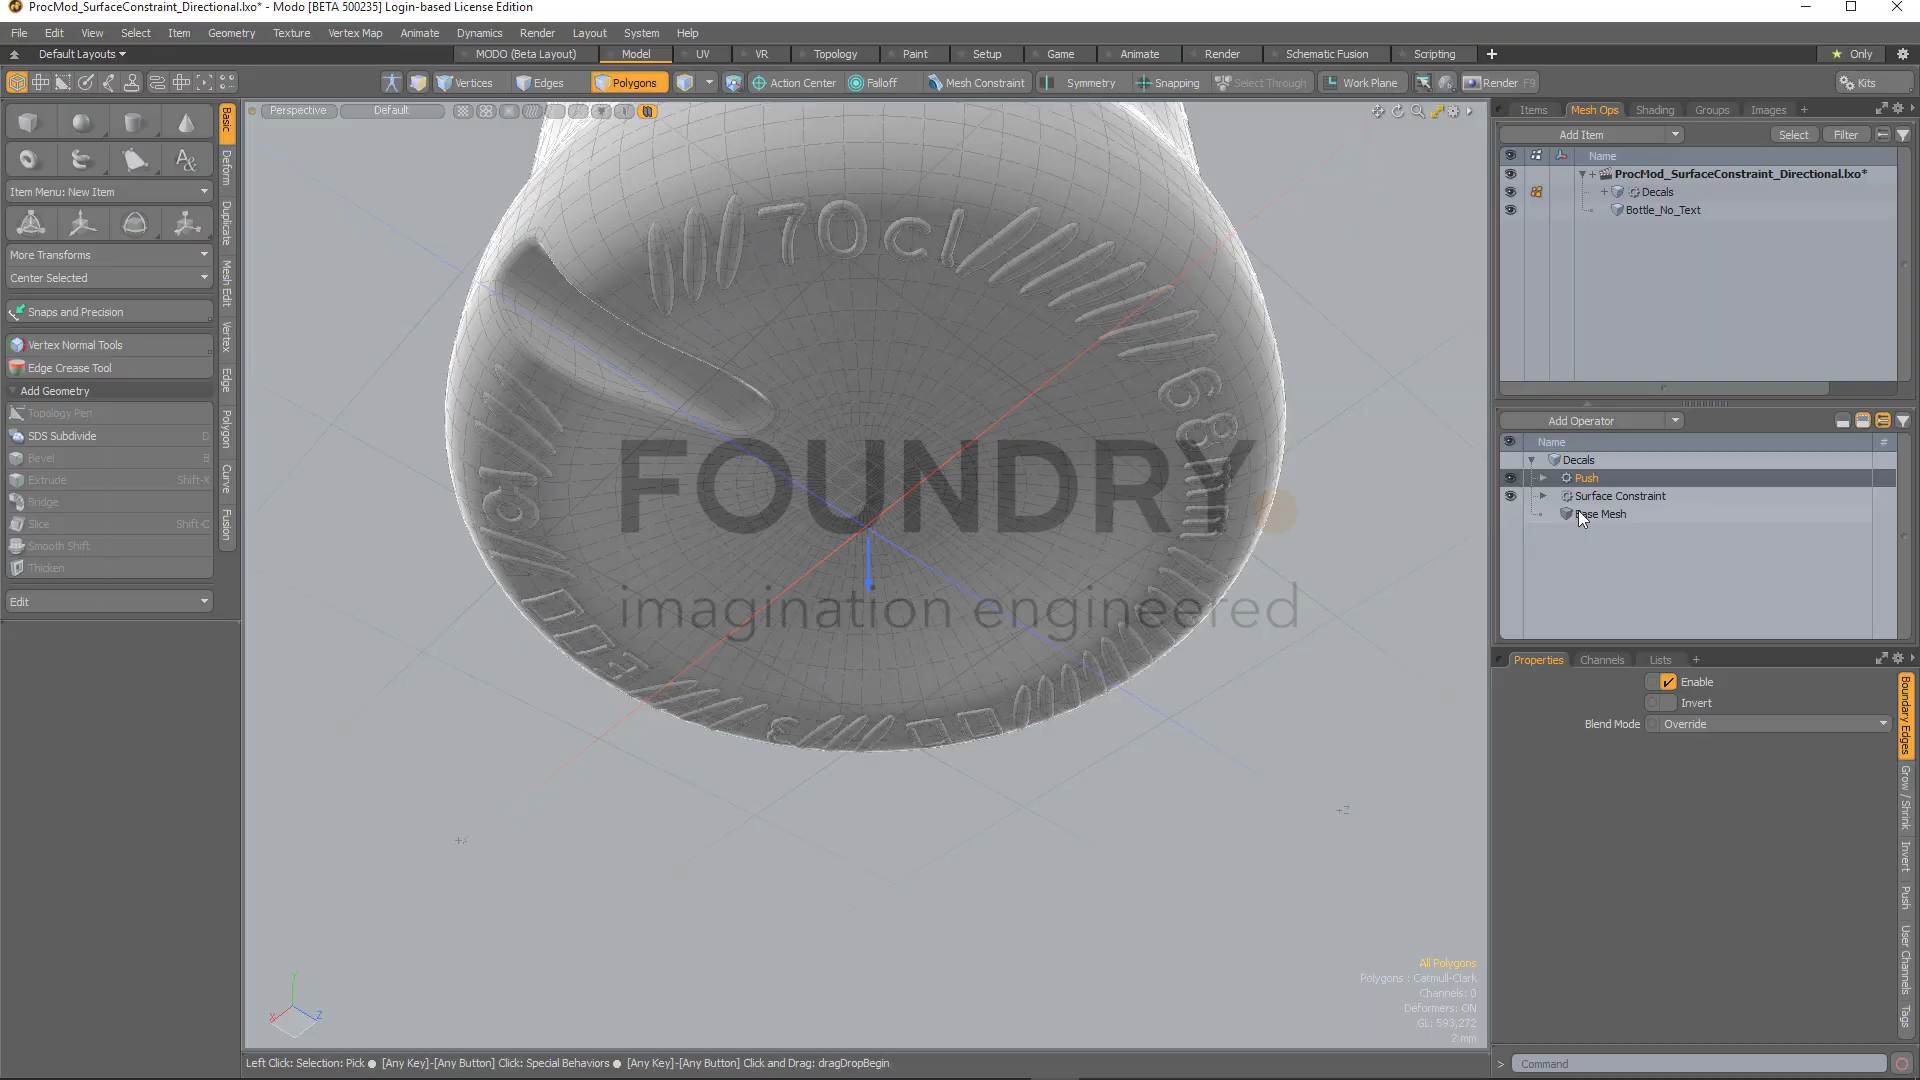 ProcMod_SurfaceConstraint_Directional.lxo* - Modo [BETA 500235] Login-based License Edition
File Edit View Select Item Geometry Texture Vertex Map Animate Dynamics Render Layout System Help
Default Layouts MODO (Beta Layout) Model UV VR Topology Paint Setup Game Animate Render Schematic Fusion Scripting Only
Vertices Edges Polygons Action Center Falloff Mesh Constraint Symmetry Snapping Select Through Work Plane Render F9 Kits
Perspective Default
Item Menu: New Item
More Transforms
Center Selected
Snaps and Precision
Vertex Normal Tools
Edge Crease Tool
Add Geometry
Topology Pen
SDS Subdivide D
Bevel B
Extrude Shift-X
Bridge
Slice Shift-C
Smooth Shift
Thicken
Edit
Basic
Deform
Duplicate
Mesh Edit
Vertex
Edge
Polygon
Curve
Fusion
70cl
68mm
FOUNDRY
imagination engineered
+X
+Z
Y
X
Z
All Polygons
Polygons : Catmull-Clark
Channels: 0
Deformers: ON
GL: 593,272
2 mm
Items Mesh Ops Shading Groups Images
Add Item Select Filter
Name
ProcMod_SurfaceConstraint_Directional.lxo*
Decals
Bottle_No_Text
Add Operator
Name #
Decals
Push
Surface Constraint
Base Mesh
Properties Channels Lists
Enable
Invert
Blend Mode Override
Boundary Edges
Grow / Shrink
Invert
Push
User Channels
Tags
Left Click: Selection: Pick ● [Any Key]-[Any Button] Click: Special Behaviors ● [Any Key]-[Any Button] Click and Drag: dragDropBegin
> Command